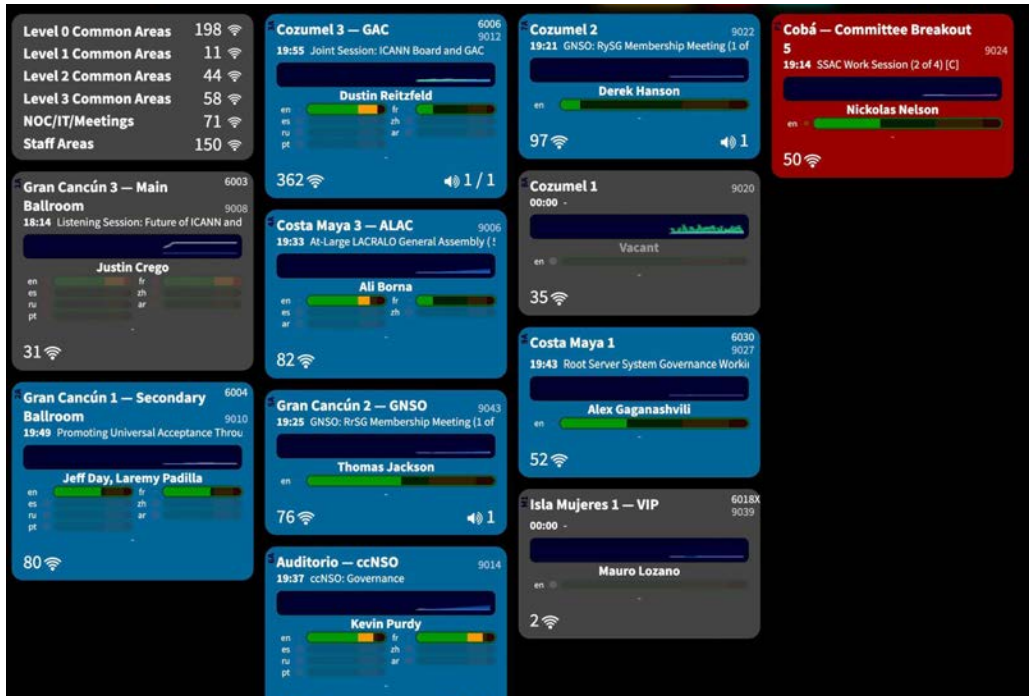 Level 0 Common Areas 198
Level 1 Common Areas 11
Level 2 Common Areas 44
Level 3 Common Areas 58
NOC/IT/Meetings 71
Staff Areas 150
Gran Cancún 3 — Main 6003
Ballroom 9008
18:14 Listening Session: Future of ICANN and
Justin Crego
en fr
es zh
ru ar
pt
-
31
Gran Cancún 1 — Secondary 6004
Ballroom 9010
19:49 Promoting Universal Acceptance Throu
Jeff Day, Laremy Padilla
en fr
es zh
ru ar
pt
-
80
Cozumel 3 — GAC 6006
9012
19:55 Joint Session: ICANN Board and GAC
Dustin Reitzfeld
en fr
es zh
ru ar
pt
-
362 1 / 1
Costa Maya 3 — ALAC 9006
19:33 At-Large LACRALO General Assembly (
Ali Borna
en fr
es zh
ar
-
82
Gran Cancún 2 — GNSO 9043
19:25 GNSO: RrSG Membership Meeting (1 of
Thomas Jackson
en
-
76 1
Auditorio — ccNSO 9014
19:37 ccNSO: Governance
Kevin Purdy
en fr
es zh
ru ar
pt
Cozumel 2 9022
19:21 GNSO: RySG Membership Meeting (1 of
Derek Hanson
en
-
97 1
Cozumel 1 9020
00:00 -
Vacant
en
-
35
Costa Maya 1 6030
9027
19:43 Root Server System Governance Worki
Alex Gaganashvili
en
-
52
Isla Mujeres 1 — VIP 6018X
9039
00:00 -
Mauro Lozano
en
-
2
Cobá — Committee Breakout
5 9024
19:14 SSAC Work Session (2 of 4) [C]
Nickolas Nelson
en
-
50